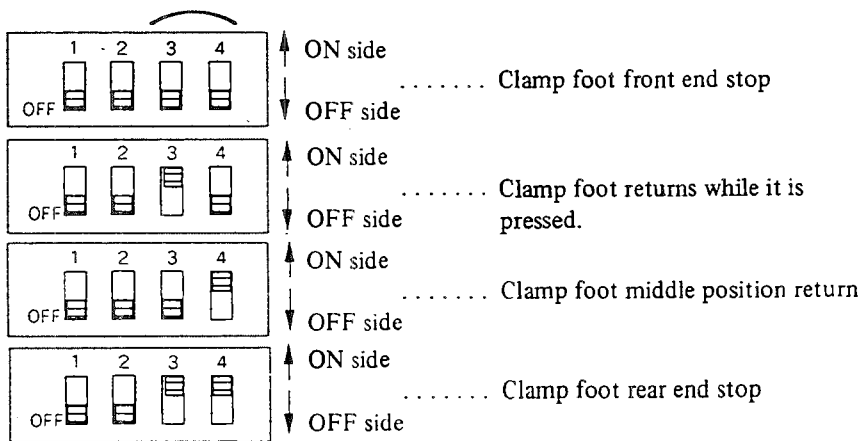 1 2 3 4
ON side
....... Clamp foot front end stop
OFF
OFF side
1 2 3 4
ON side
....... Clamp foot returns while it is
pressed.
OFF
OFF side
1 2 3 4
ON side
....... Clamp foot middle position return
OFF
OFF side
1 2 3 4
ON side
....... Clamp foot rear end stop
OFF
OFF side